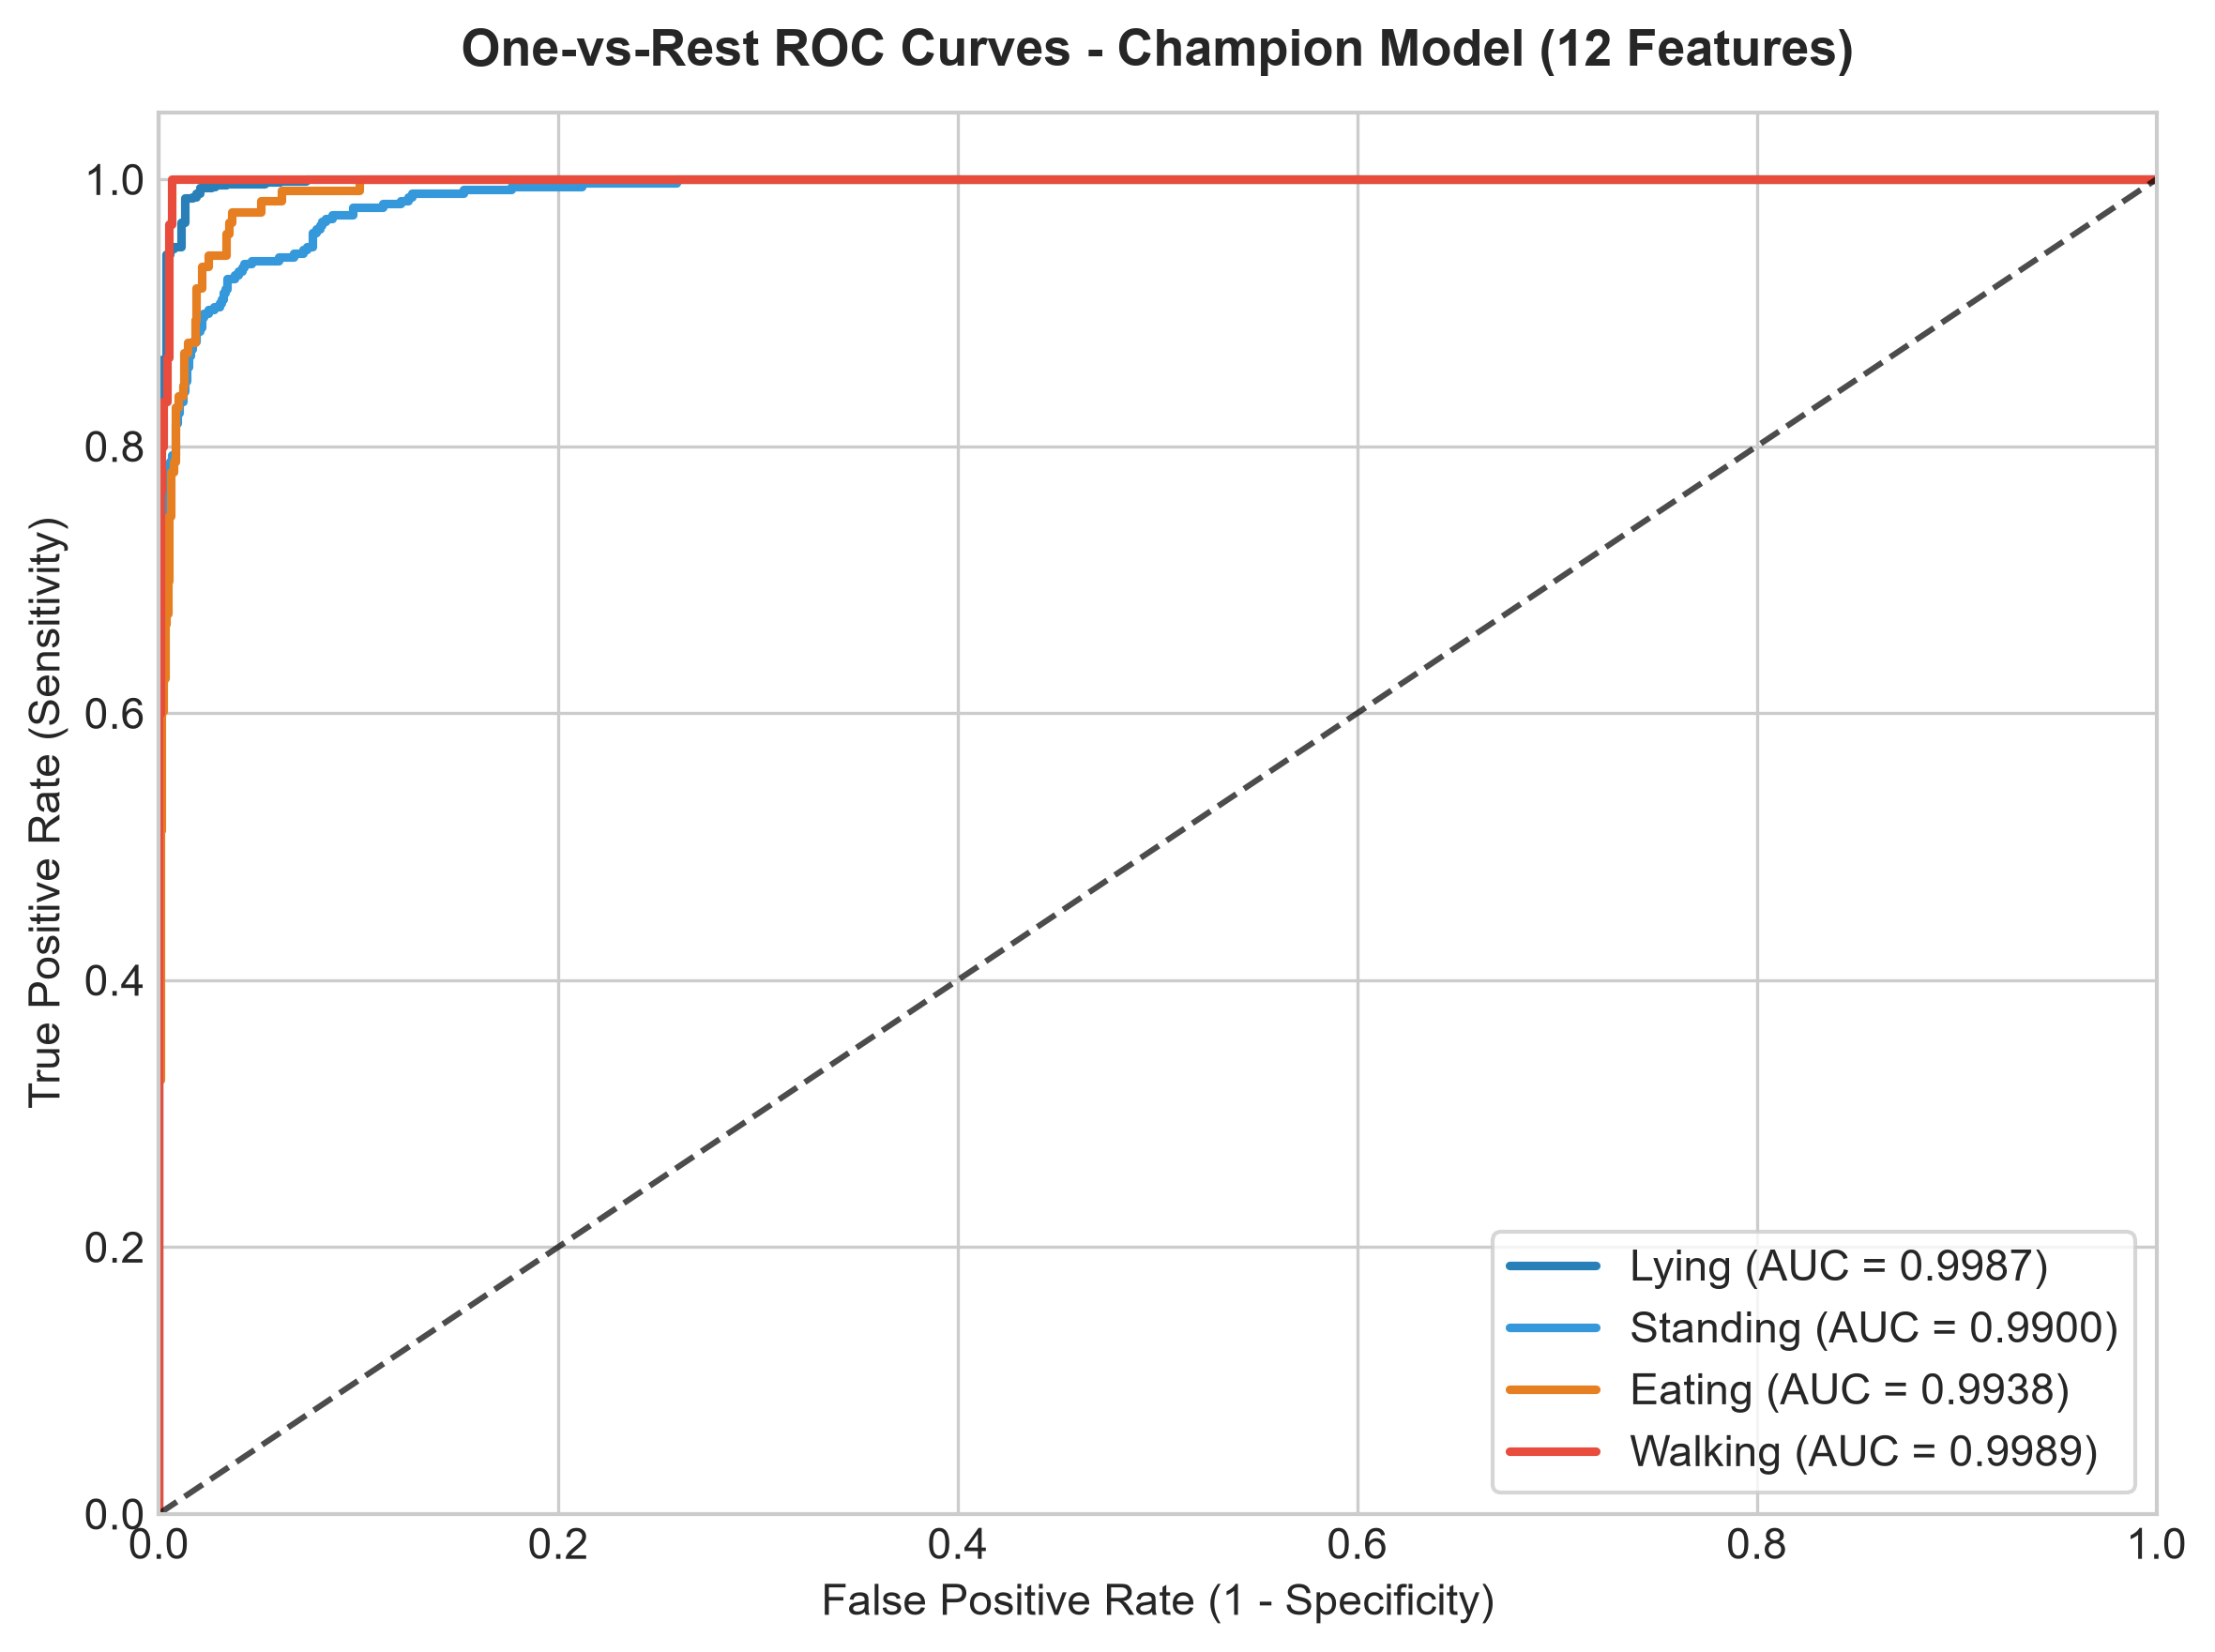 One-vs-Rest ROC Curves - Champion Model (12 Features)
True Positive Rate (Sensitivity)
1.0
0.8
0.6
0.4
0.2
0.0
0.0
0.2
0.4
0.6
0.8
1.0
False Positive Rate (1 - Specificity)
Lying (AUC = 0.9987)
Standing (AUC = 0.9900)
Eating (AUC = 0.9938)
Walking (AUC = 0.9989)